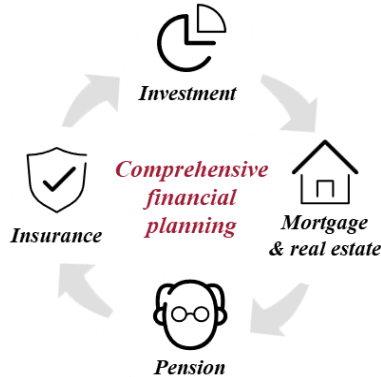 Investment
Comprehensive
financial
planning
Insurance
Mortgage
& real estate
Pension